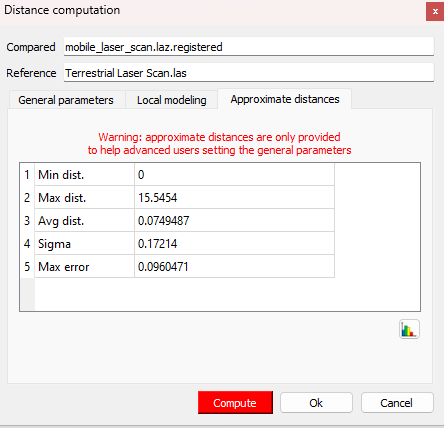 Distance computation
x
Compared mobile_laser_scan.laz.registered
Reference Terrestrial Laser Scan.las
General parameters Local modeling Approximate distances
Warning: approximate distances are only provided
to help advanced users setting the general parameters
1 Min dist. 0
2 Max dist. 15.5454
3 Avg dist. 0.0749487
4 Sigma 0.17214
5 Max error 0.0960471
Compute Ok Cancel